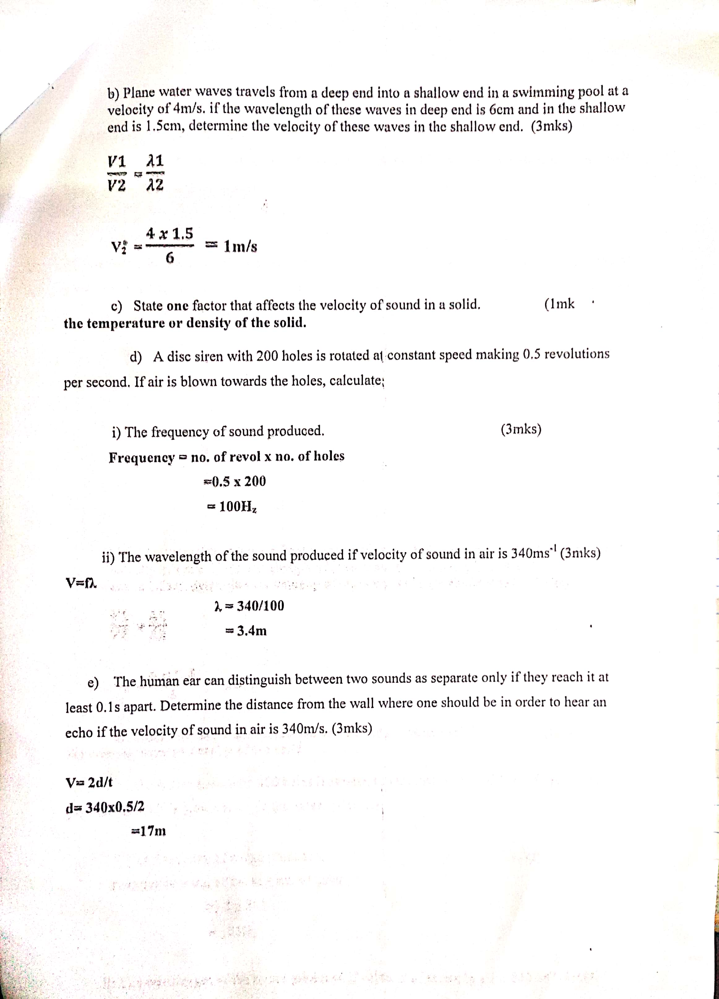 b) Plane water waves travels from a deep end into a shallow end in a swimming pool at a
velocity of 4m/s. if the wavelength of these waves in deep end is 6cm and in the shallow
end is 1.5cm, determine the velocity of these waves in the shallow end. (3mks)
V1/V2 = λ1/λ2
V2 = 4 x 1.5/6 = 1m/s
c) State one factor that affects the velocity of sound in a solid. (1mk
the temperature or density of the solid.
d) A disc siren with 200 holes is rotated at constant speed making 0.5 revolutions
per second. If air is blown towards the holes, calculate;
i) The frequency of sound produced. (3mks)
Frequency = no. of revol x no. of holes
=0.5 x 200
= 100Hz
ii) The wavelength of the sound produced if velocity of sound in air is 340ms⁻¹ (3mks)
V=fλ
λ = 340/100
= 3.4m
e) The human ear can distinguish between two sounds as separate only if they reach it at
least 0.1s apart. Determine the distance from the wall where one should be in order to hear an
echo if the velocity of sound in air is 340m/s. (3mks)
V= 2d/t
d= 340x0.5/2
=17m